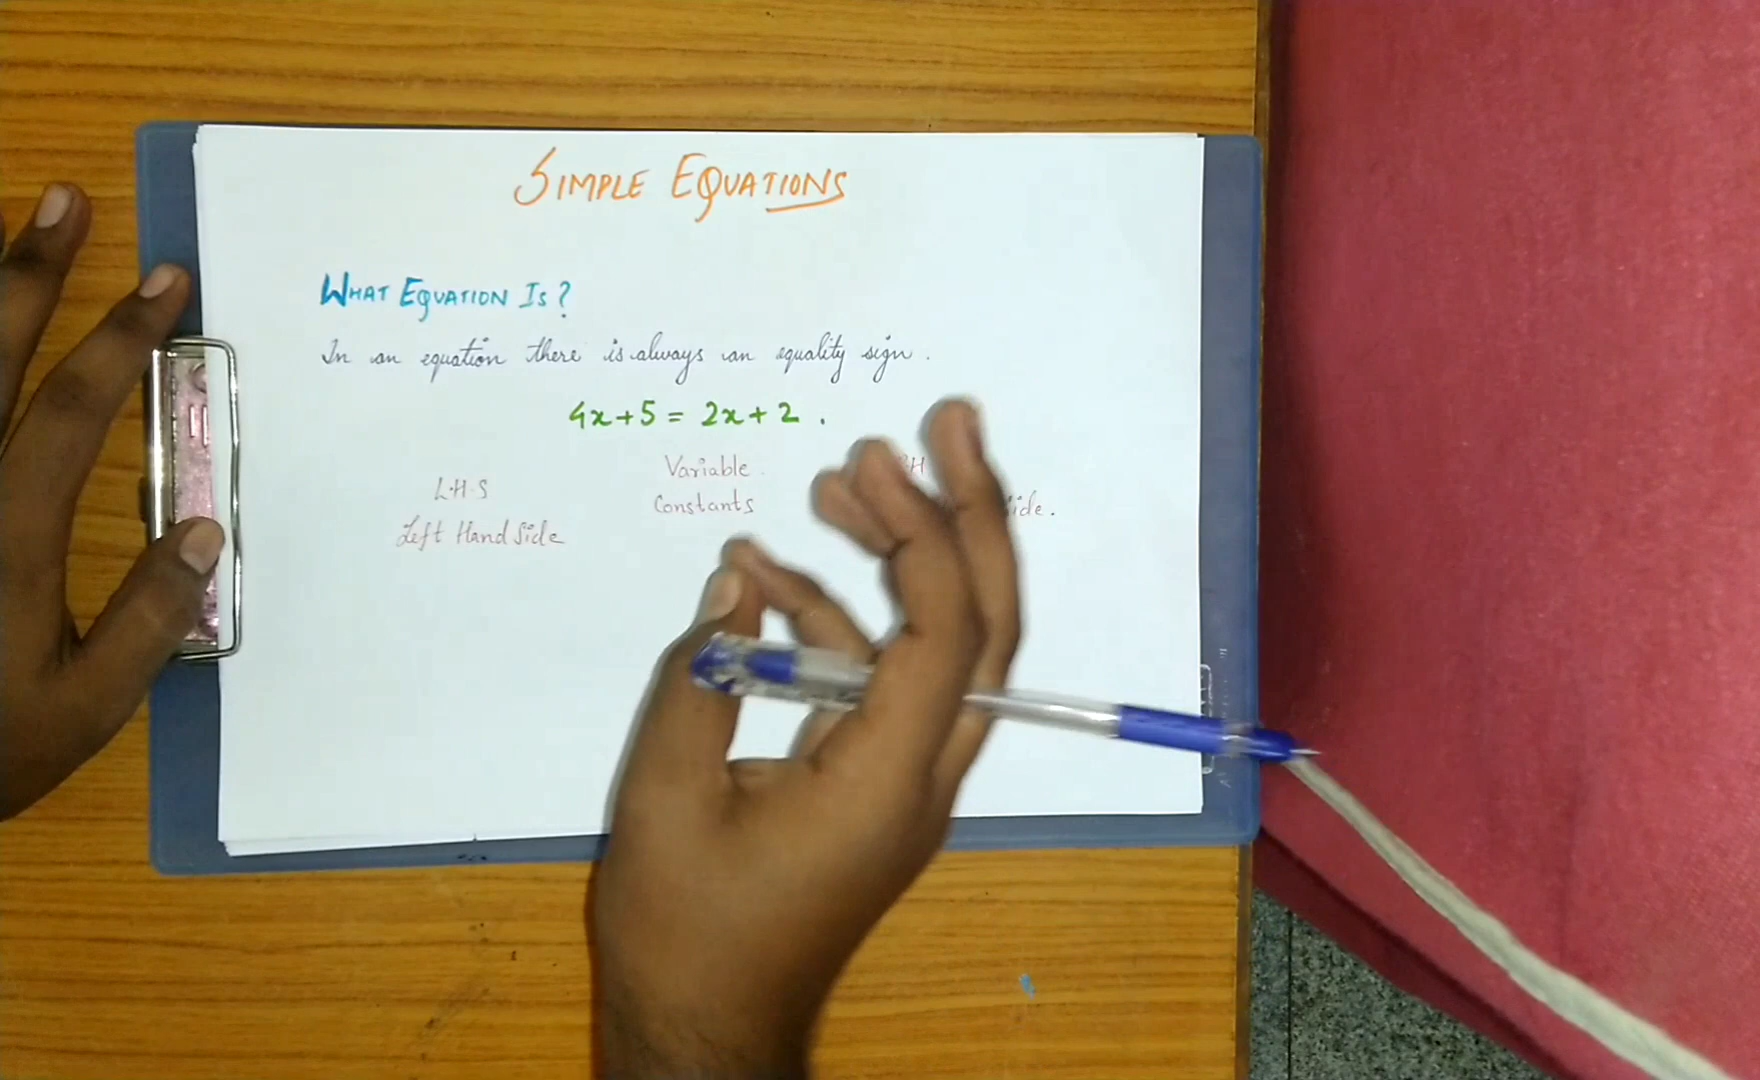 SIMPLE EQUATIONS
WHAT EQUATION IS?
In an equation there is always an equality sign.
4x+5 = 2x+2.
Variable.
L.H.S
Constants
Left Hand Side